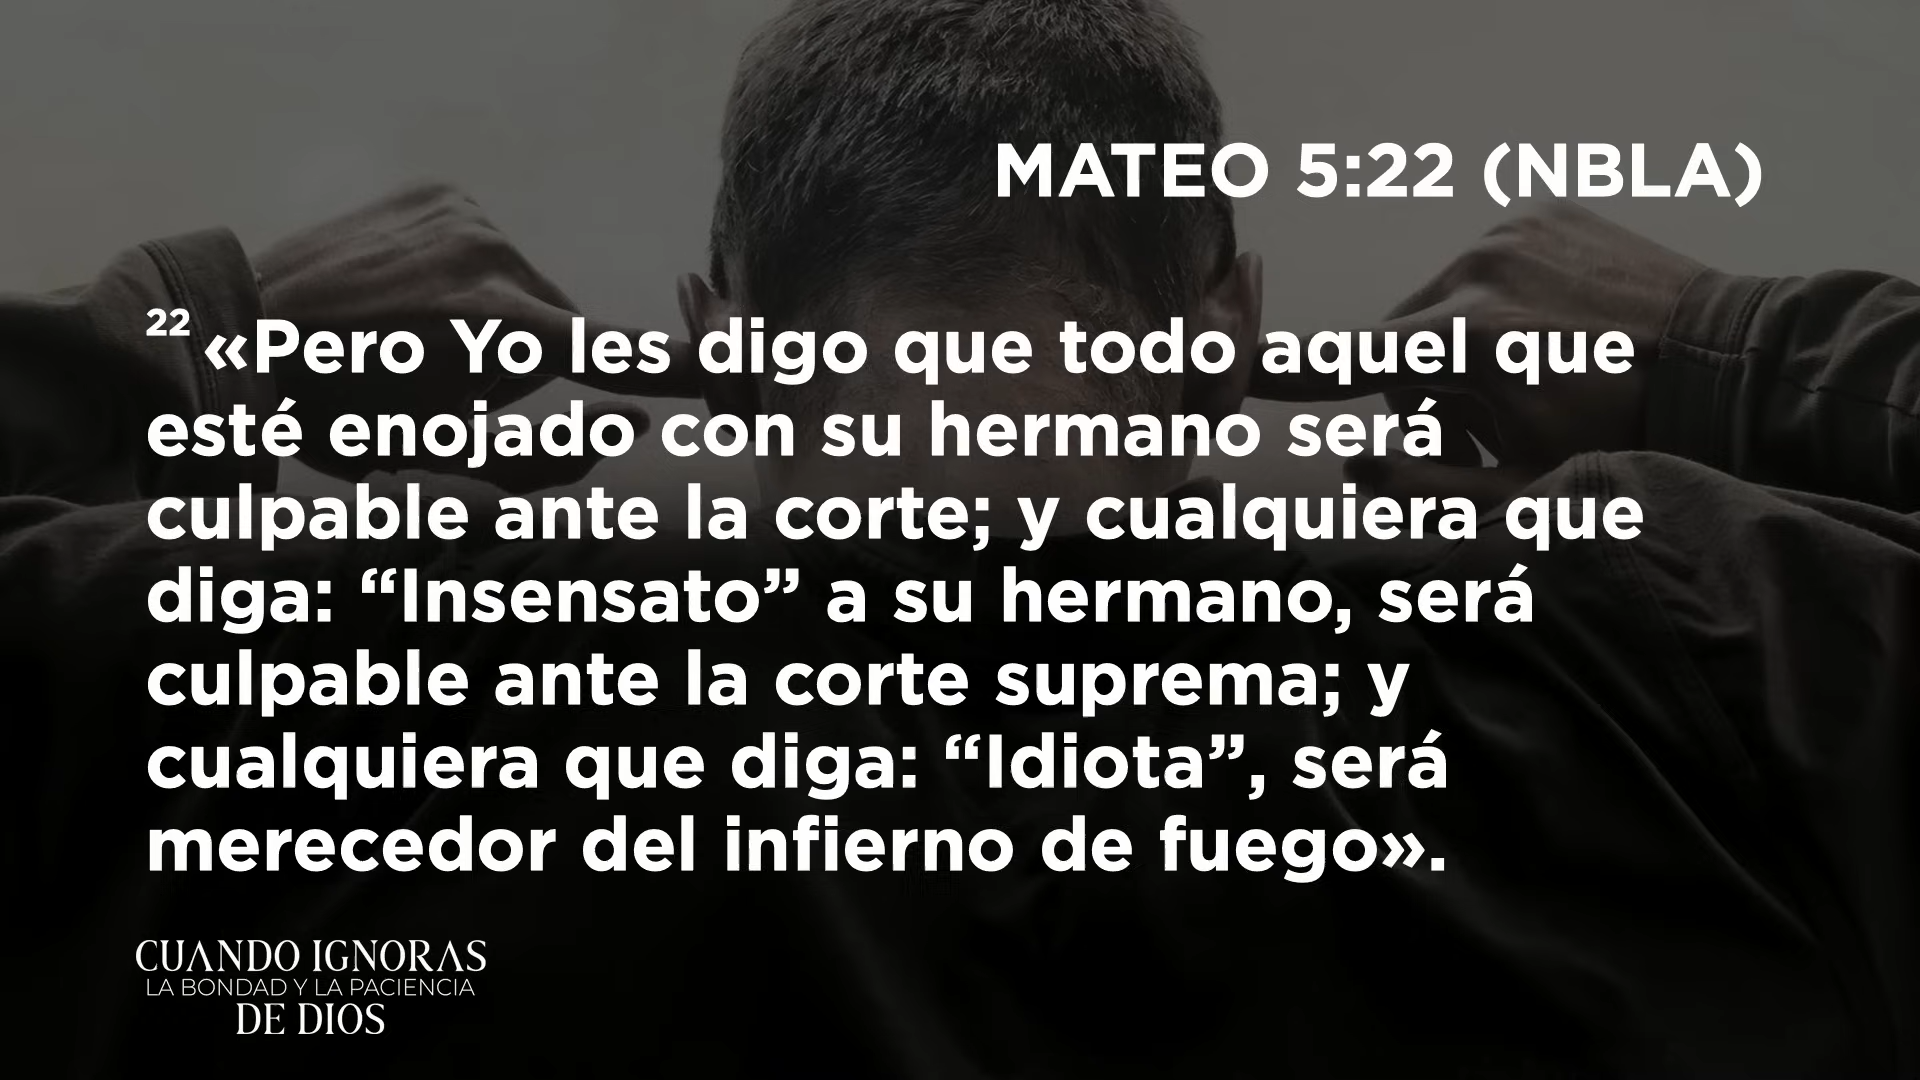 MATEO 5:22 (NBLA)
22 «Pero Yo les digo que todo aquel que
esté enojado con su hermano será
culpable ante la corte; y cualquiera que
diga: “Insensato” a su hermano, será
culpable ante la corte suprema; y
cualquiera que diga: “Idiota”, será
merecedor del infierno de fuego».
CUANDO IGNORAS
LA BONDAD Y LA PACIENCIA
DE DIOS